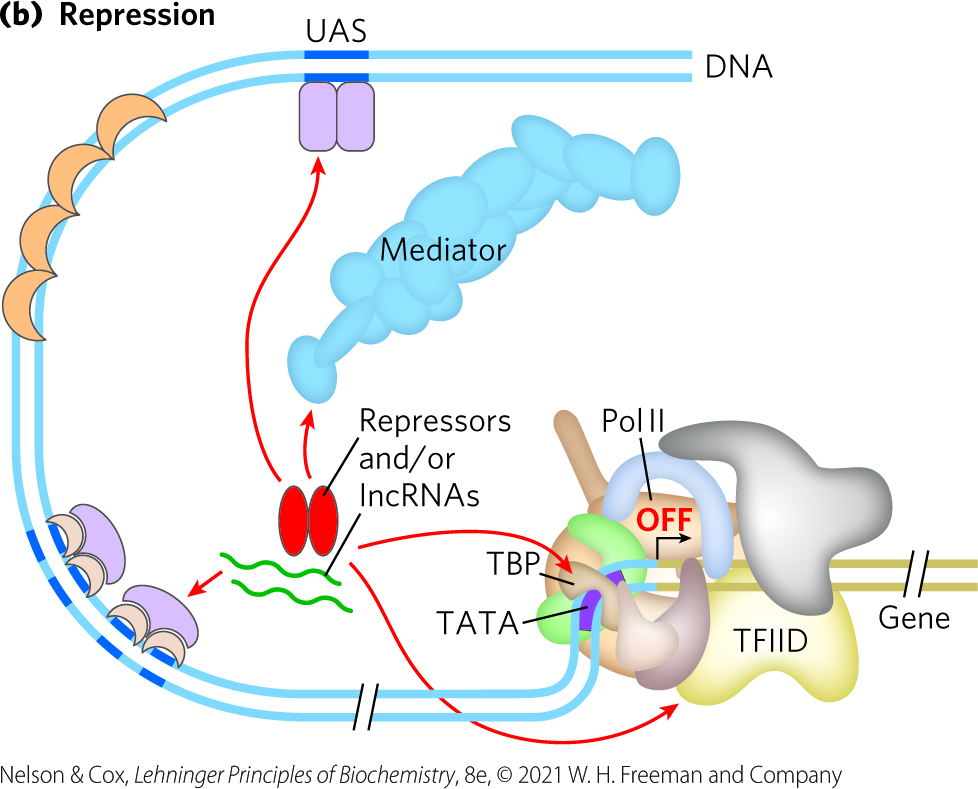 (b) Repression
UAS
DNA
Mediator
Repressors
and/or
lncRNAs
Pol II
OFF
TBP
TATA
TFIID
Gene
Nelson & Cox, Lehninger Principles of Biochemistry, 8e, © 2021 W. H. Freeman and Company